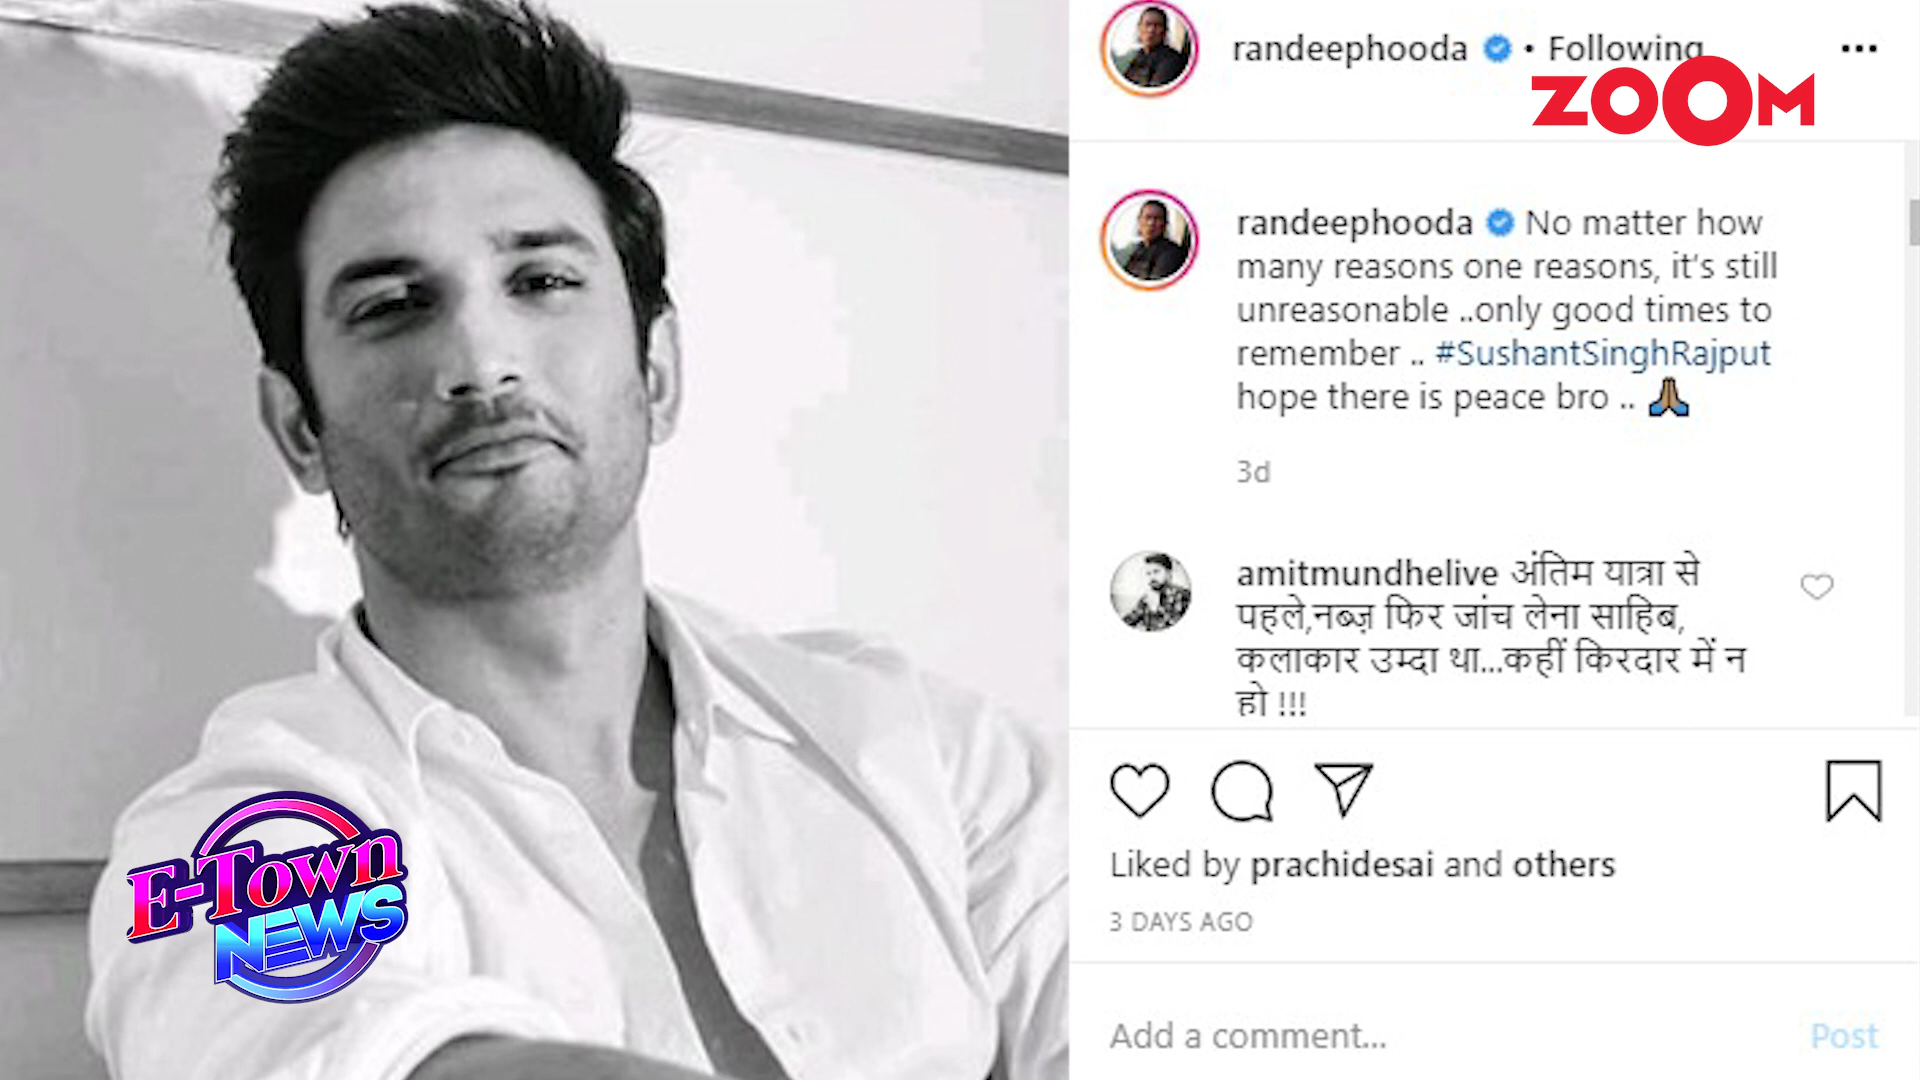 randeephooda • Following
ZOOM
randeephooda No matter how
many reasons one reasons, it's still
unreasonable ..only good times to
remember .. #SushantSinghRajput
hope there is peace bro .. 🙏🏽
3d
amitmundhelive अंतिम यात्रा से
पहले,नब्ज़ फिर जांच लेना साहिब,
कलाकार उम्दा था...कहीं किरदार में न
हो !!!
Liked by prachidesai and others
3 DAYS AGO
Add a comment...
Post
E-Town
NEWS